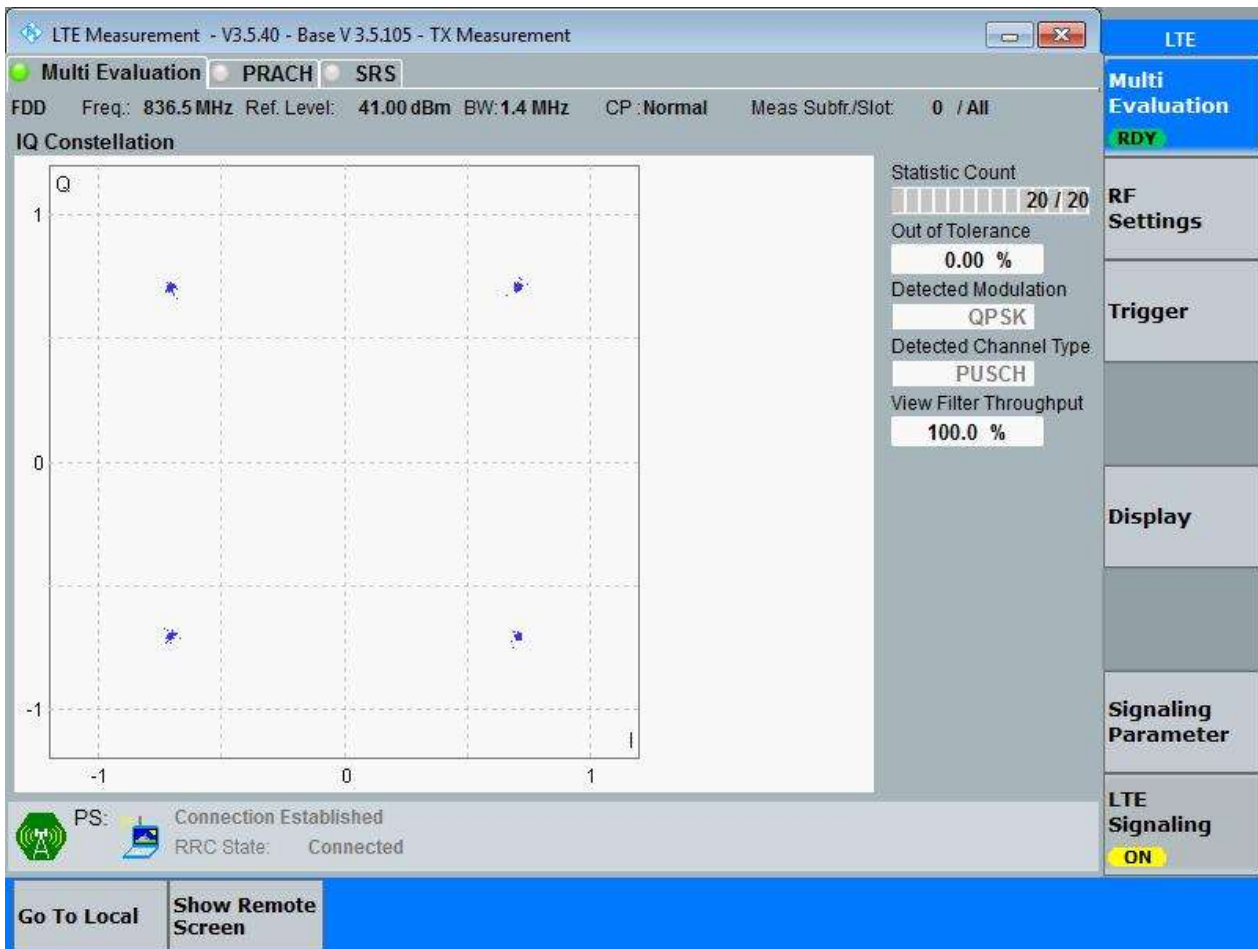 LTE Measurement - V3.5.40 - Base V 3.5.105 - TX Measurement
LTE
Multi Evaluation PRACH SRS
Multi
Evaluation
RDY
FDD Freq.: 836.5 MHz Ref. Level: 41.00 dBm BW: 1.4 MHz CP : Normal Meas Subfr./Slot: 0 / All
IQ Constellation
Q
1
0
-1
I
-1 0 1
Statistic Count
20 / 20
Out of Tolerance
0.00 %
Detected Modulation
QPSK
Detected Channel Type
PUSCH
View Filter Throughput
100.0 %
RF
Settings
Trigger
Display
Signaling
Parameter
LTE
Signaling
ON
PS: Connection Established
RRC State: Connected
Go To Local
Show Remote
Screen